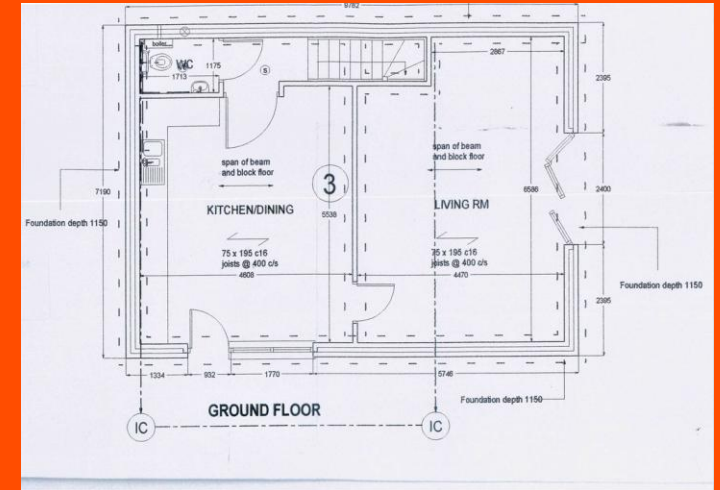 9782
boiler
WC
1175
1713
S
2867
2395
span of beam
and block floor
span of beam
and block floor
3
7190
6586
2400
KITCHEN/DINING
5538
LIVING RM
Foundation depth 1150
75 x 195 c16
joists @ 400 c/s
75 x 195 c16
joists @ 400 c/s
4608
4470
Foundation depth 1150
2395
1334
932
1770
5746
Foundation depth 1150
GROUND FLOOR
IC
IC